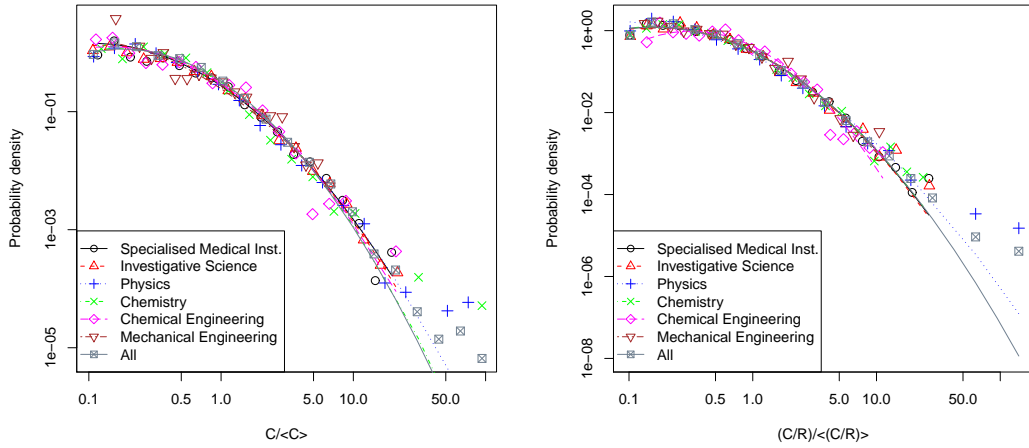 Probability density
1e-01
1e-03
1e-05
Specialised Medical Inst.
Investigative Science
Physics
Chemistry
Chemical Engineering
Mechanical Engineering
All
0.1 0.5 1.0 5.0 10.0 50.0
C/<C>
Probability density
1e+00
1e-02
1e-04
1e-06
1e-08
Specialised Medical Inst.
Investigative Science
Physics
Chemistry
Chemical Engineering
Mechanical Engineering
All
0.1 0.5 1.0 5.0 10.0 50.0
(C/R)/<(C/R)>